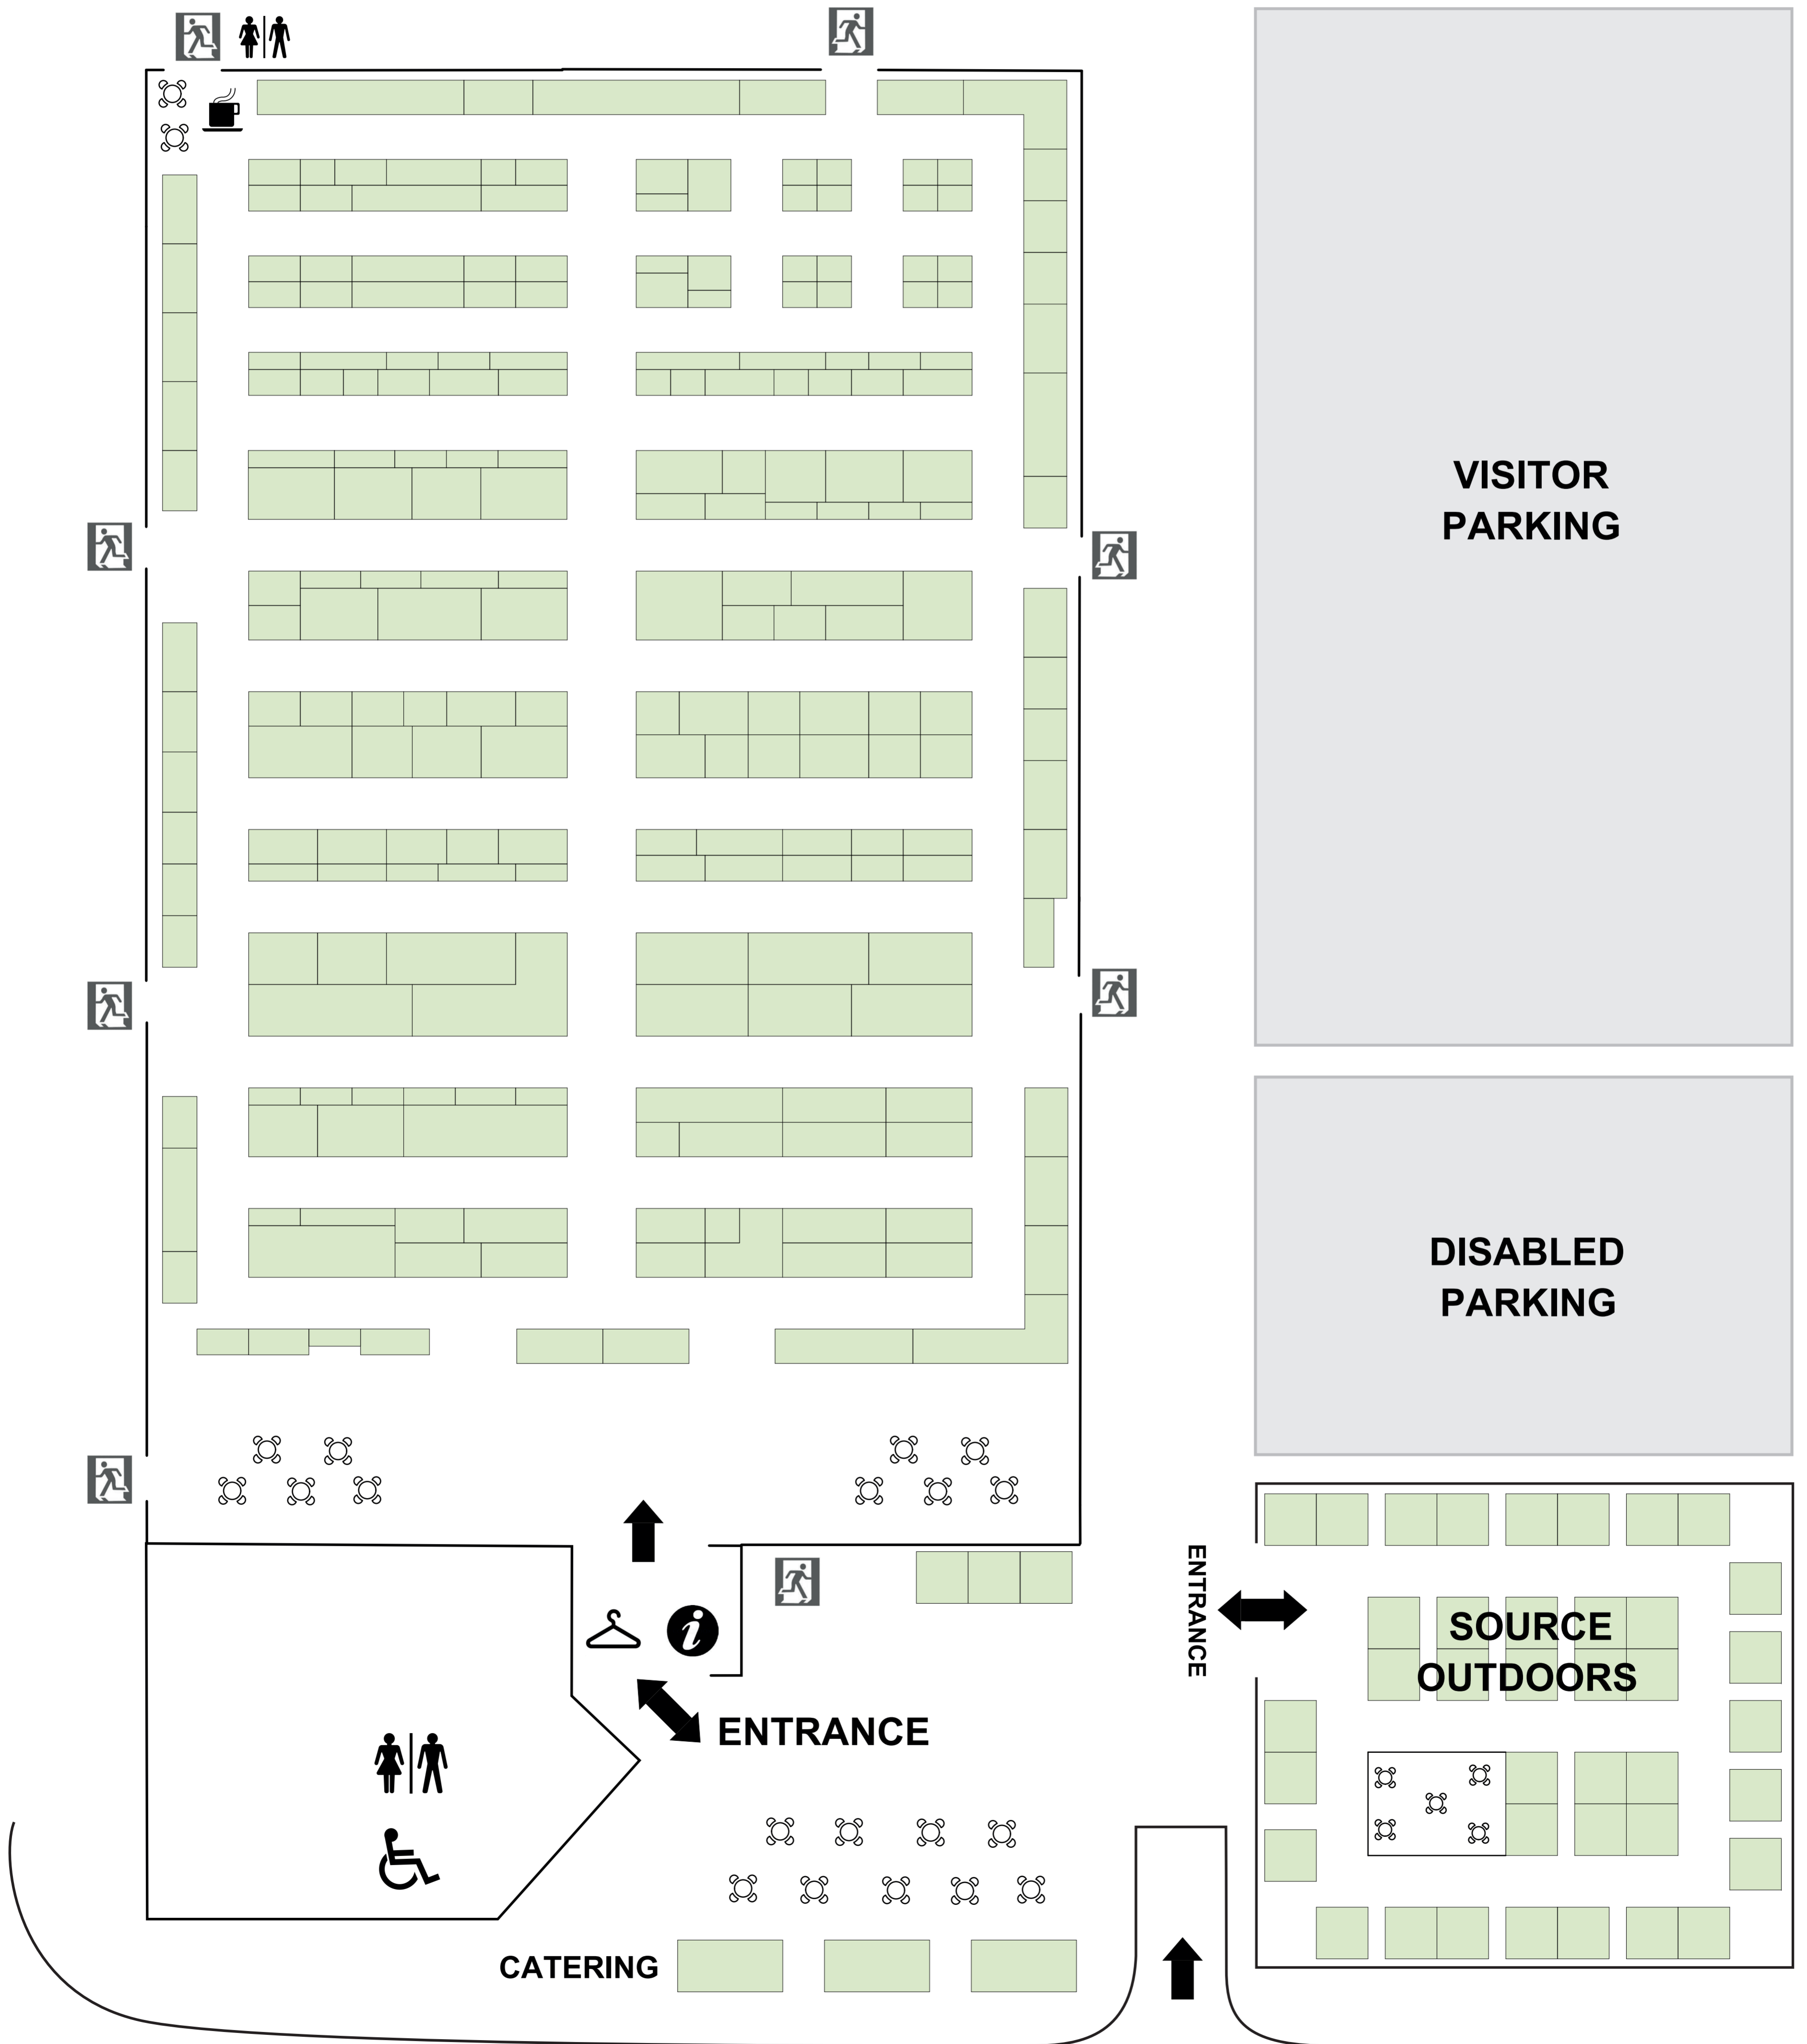 VISITOR
PARKING
DISABLED
PARKING
ENTRANCE
SOURCE
OUTDOORS
ENTRANCE
CATERING